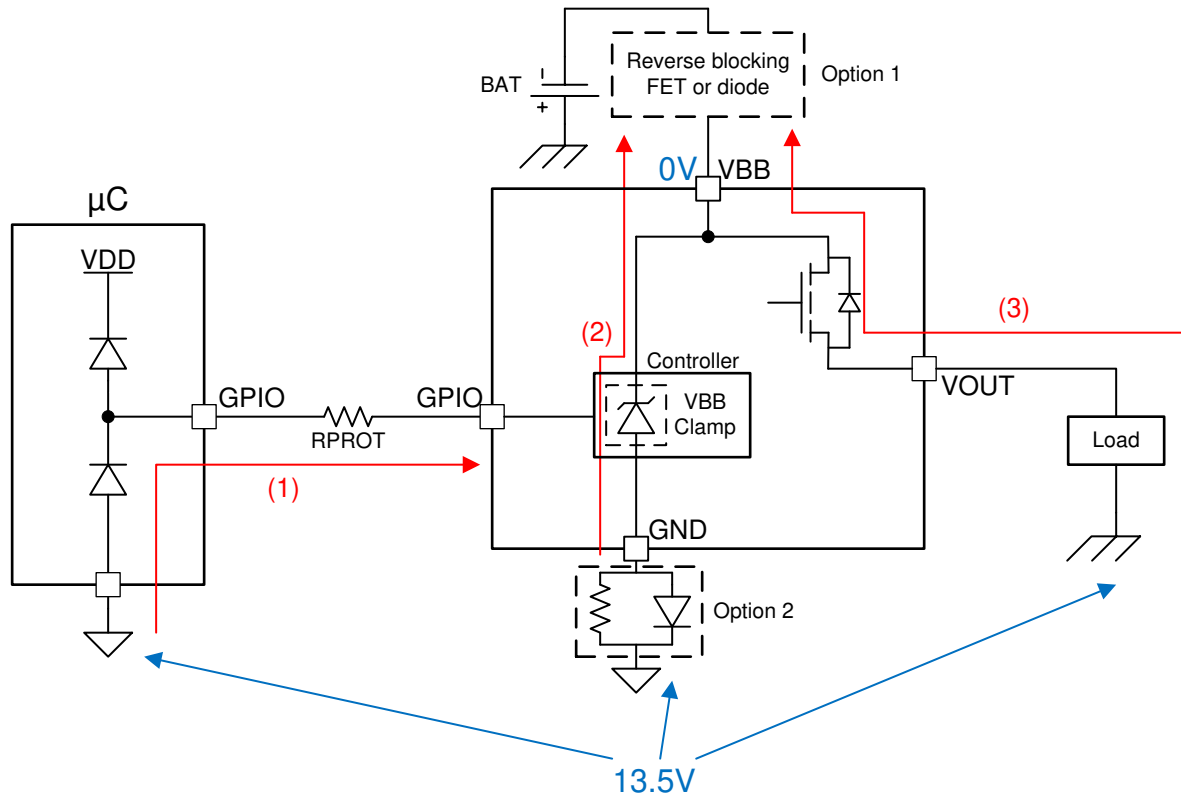 Reverse blocking
FET or diode
Option 1
BAT
-
+
0V
VBB
µC
VDD
(2)
(3)
Controller
VBB
Clamp
GPIO
RPROT
GPIO
VOUT
Load
(1)
GND
Option 2
13.5V